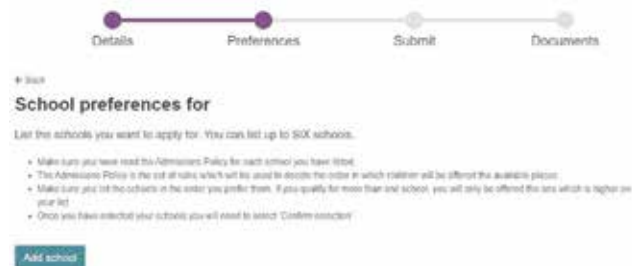 Details Preferences Submit Documents
← Back
School preferences for
List the schools you want to apply for. You can list up to SIX schools.
Make sure you have read the Admissions Policy for each school you have listed.
The Admissions Policy is the set of rules which will be used to decide the order in which children will be offered the available places.
Make sure you list the schools in the order you prefer them. If you qualify for more than one school, you will only be offered the one which is higher on
your list
Once you have selected your schools you will need to select 'Confirm selection'
Add school